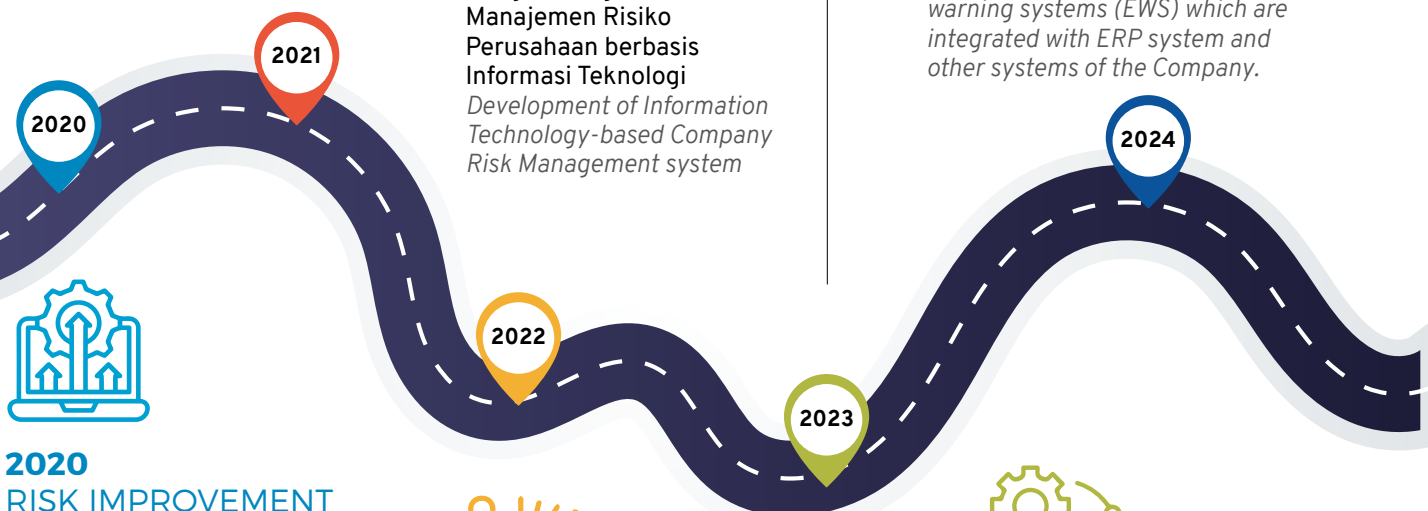 Manajemen Risiko
Perusahaan berbasis
Informasi Teknologi
Development of Information
Technology-based Company
Risk Management system
warning systems (EWS) which are
integrated with ERP system and
other systems of the Company.
2020
2021
2022
2023
2024
2020
RISK IMPROVEMENT